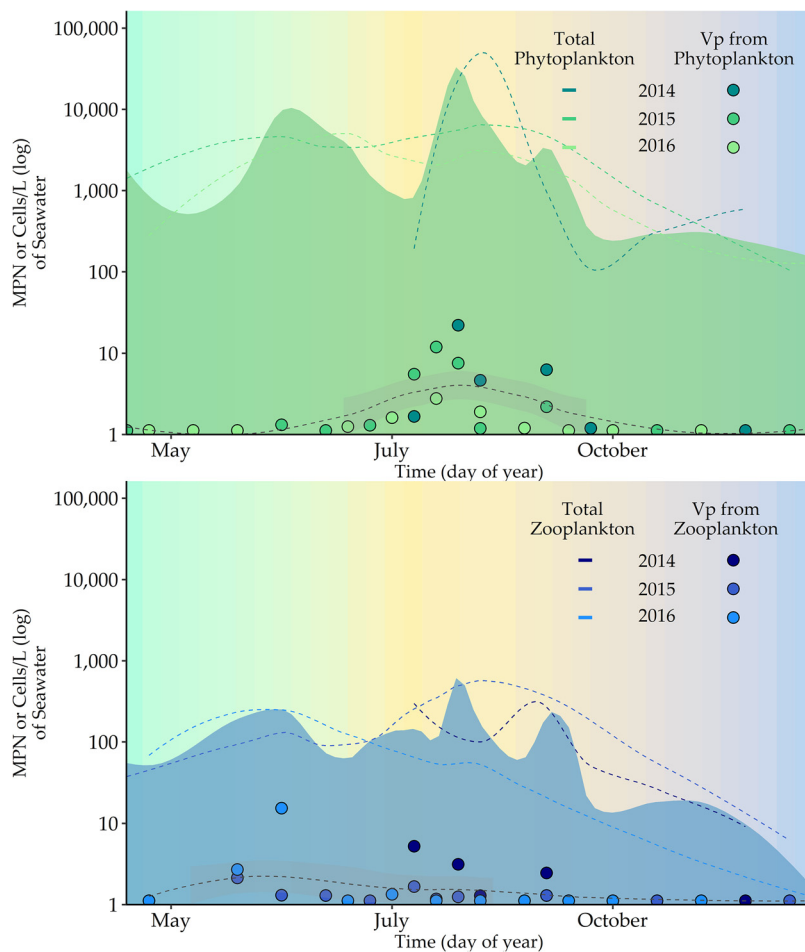 100,000
10,000
1,000
100
10
1
MPN or Cells/L (log)
of Seawater
Total
Phytoplankton
Vp from
Phytoplankton
2014
2015
2016
May
July
October
Time (day of year)
100,000
10,000
1,000
100
10
1
MPN or Cells/L (log)
of Seawater
Total
Zooplankton
Vp from
Zooplankton
2014
2015
2016
May
July
October
Time (day of year)